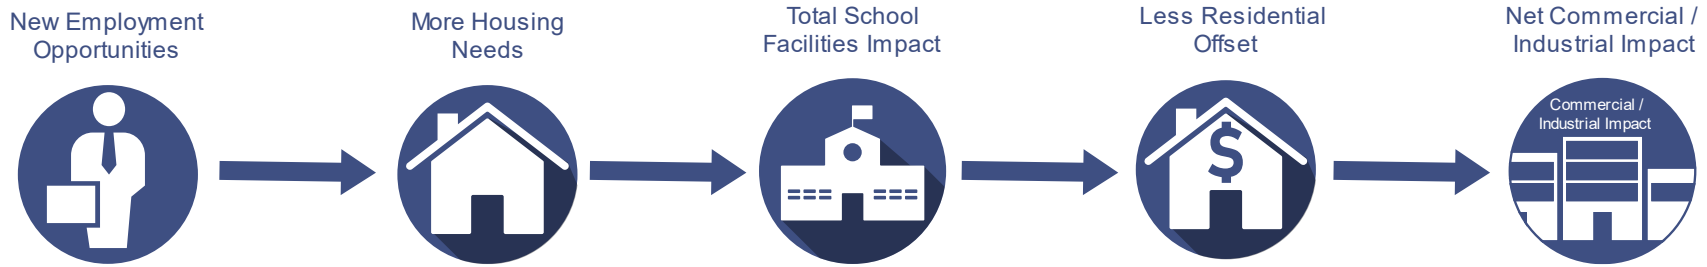 New Employment
Opportunities
More Housing
Needs
Total School
Facilities Impact
Less Residential
Offset
Net Commercial /
Industrial Impact
$
Commercial /
Industrial Impact